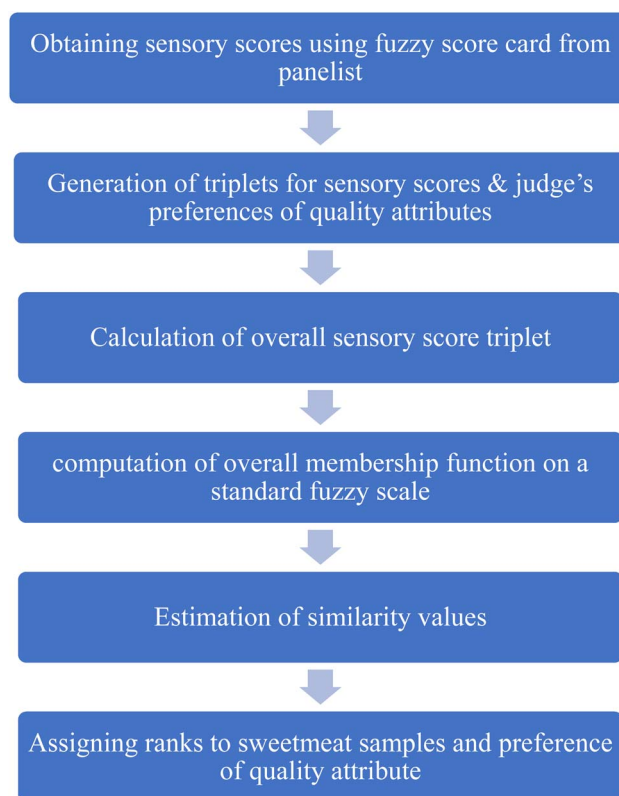 Obtaining sensory scores using fuzzy score card from
panelist
Generation of triplets for sensory scores & judge’s
preferences of quality attributes
Calculation of overall sensory score triplet
computation of overall membership function on a
standard fuzzy scale
Estimation of similarity values
Assigning ranks to sweetmeat samples and preference
of quality attribute